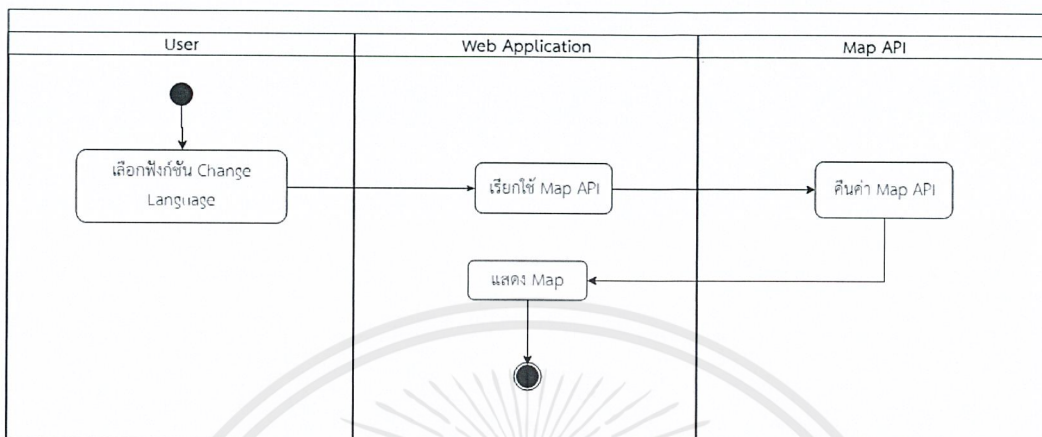 User
Web Application
Map API
เลือกฟังก์ชัน Change
Language
เรียกใช้ Map API
คืนค่า Map API
แสดง Map